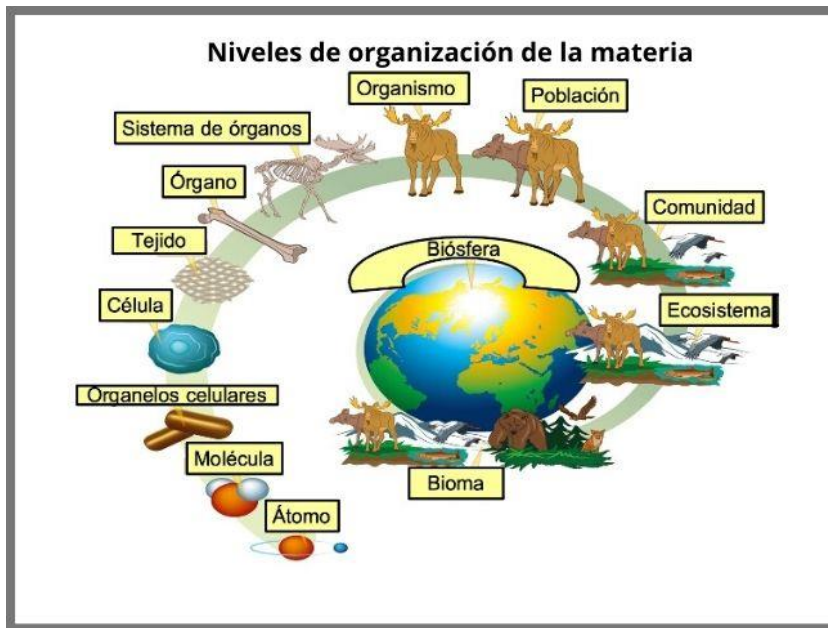 Niveles de organización de la materia
Organismo
Población
Sistema de órganos
Órgano
Comunidad
Tejido
Biósfera
Célula
Ecosistema
Órganelos celulares
Molécula
Bioma
Átomo